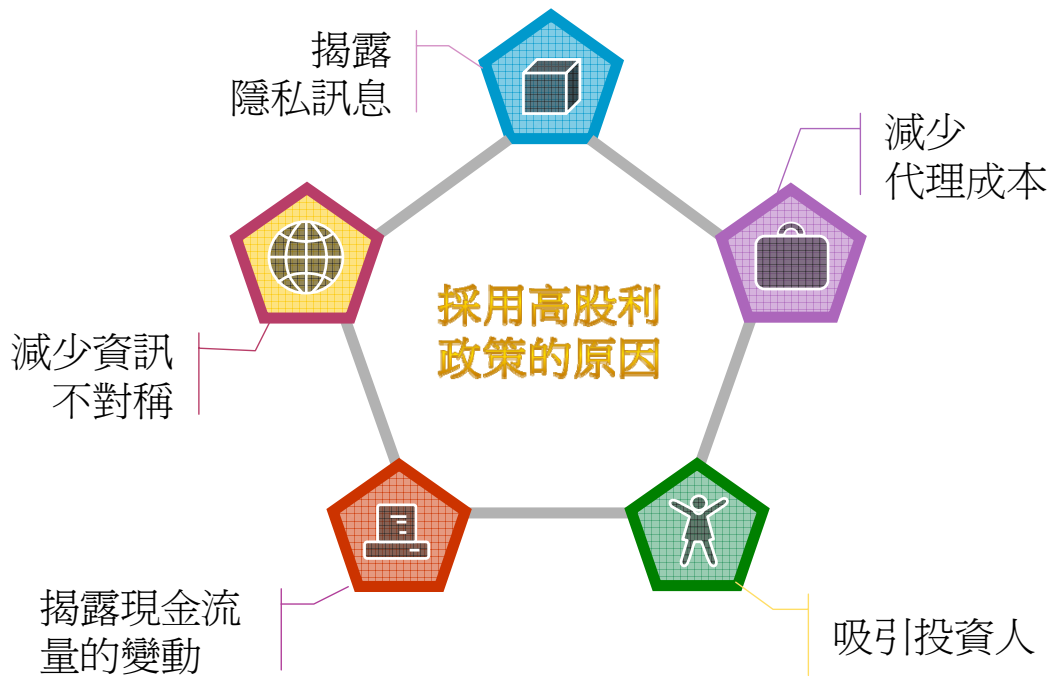 揭露
隱私訊息
減少
代理成本
採用高股利
政策的原因
減少資訊
不對稱
揭露現金流
量的變動
吸引投資人